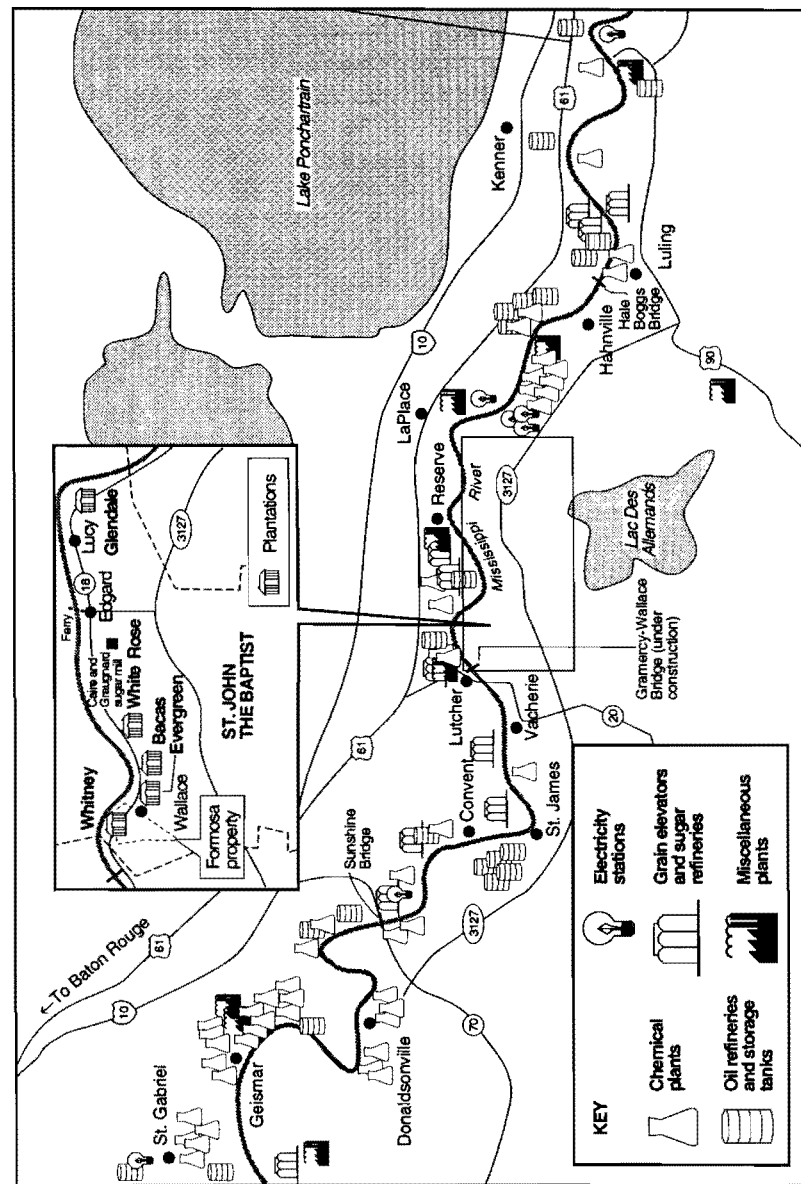 ←To Baton Rouge
61
10
St. Gabriel
Geismar
Donaldsonville
70
3127
Sunshine
Bridge
Convent
St. James
Vacherie
20
Lutcher
61
Gramercy-Wallace
Bridge (under
construction)
Mississippi
River
Reserve
LaPlace
10
3127
Lac Des
Allemands
Hahnville
Hale
Boggs
Bridge
Luling
90
Kenner
61
Lake Ponchartrain
Whitney
Wallace
Evergreen
Bacas
White Rose
Caire and
Graugnard
sugar mill
Ferry
Edgard
18
Lucy
Glendale
3127
Formosa
property
ST. JOHN
THE BAPTIST
Plantations
KEY
Chemical
plants
Oil refineries
and storage
tanks
Electricity
stations
Grain elevators
and sugar
refineries
Miscellaneous
plants